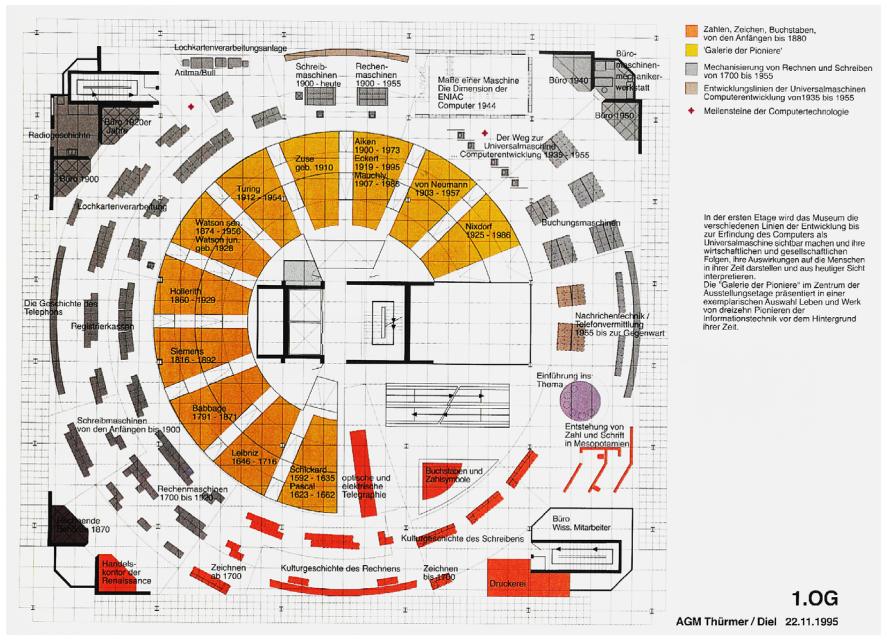 Lochkartenverarbeitungsanlage
Aritma/Bull
Schreib-
maschinen
1900 - heute
Rechen-
maschinen
1900 - 1955
Maße einer Maschine
Die Dimension der
ENIAC
Computer 1944
Büro 1940
Büro-
maschinen-
mechaniker-
werkstatt
Büro 1950
Zahlen, Zeichen, Buchstaben,
von den Anfängen bis 1880
'Galerie der Pioniere'
Mechanisierung von Rechnen und Schreiben
von 1700 bis 1955
Entwicklungslinien der Universalmaschinen
Computerentwicklung von 1935 bis 1955
Meilensteine der Computertechnologie
Radiogeschichte
Büro 1920er
Jahre
Büro 1900
Der Weg zur
Universalmaschine
... Computerentwicklung 1935 - 1955
Zuse
geb. 1910
Aiken
1900 - 1973
Eckert
1919 - 1995
Mauchly
1907 - 1986
von Neumann
1903 - 1957
Turing
1912 - 1954
Nixdorf
1925 - 1986
Watson sen.
1874 - 1956
Watson jun.
geb. 1928
Lochkartenverarbeitung
Buchungsmaschinen
In der ersten Etage wird das Museum die
verschiedenen Linien der Entwicklung bis
zur Erfindung des Computers als
Universalmaschine sichtbar machen und ihre
wirtschaftlichen und gesellschaftlichen
Folgen, ihre Auswirkungen auf die Menschen
in ihrer Zeit darstellen und aus heutiger Sicht
interpretieren.
Die "Galerie der Pioniere" im Zentrum der
Ausstellungsetage präsentiert in einer
exemplarischen Auswahl Leben und Werk
von dreizehn Pionieren der
Informationstechnik vor dem Hintergrund
ihrer Zeit.
Hollerith
1860 - 1929
Die Geschichte des
Telephons
Registrierkassen
Nachrichtentechnik /
Telefonvermittlung
1955 bis zur Gegenwart
Siemens
1816 - 1892
Einführung ins
Thema
Babbage
1791 - 1871
Schreibmaschinen
von den Anfängen bis 1900
Entstehung von
Zahl und Schrift
in Mesopotamien
Leibniz
1646 - 1716
Schickard
1592 - 1635
Pascal
1623 - 1662
optische und
elektrische
Telegraphie
Buchstaben und
Zahlsymbole
Rechenmaschinen
1700 bis 1920
Büro
Wiss. Mitarbeiter
1870
Kulturgeschichte des Schreibens
Handels-
kontor der
Renaissance
Zeichnen
ab 1700
Kulturgeschichte des Rechnens
Zeichnen
bis 1700
Druckerei
1.OG
AGM Thürmer / Diel 22.11.1995